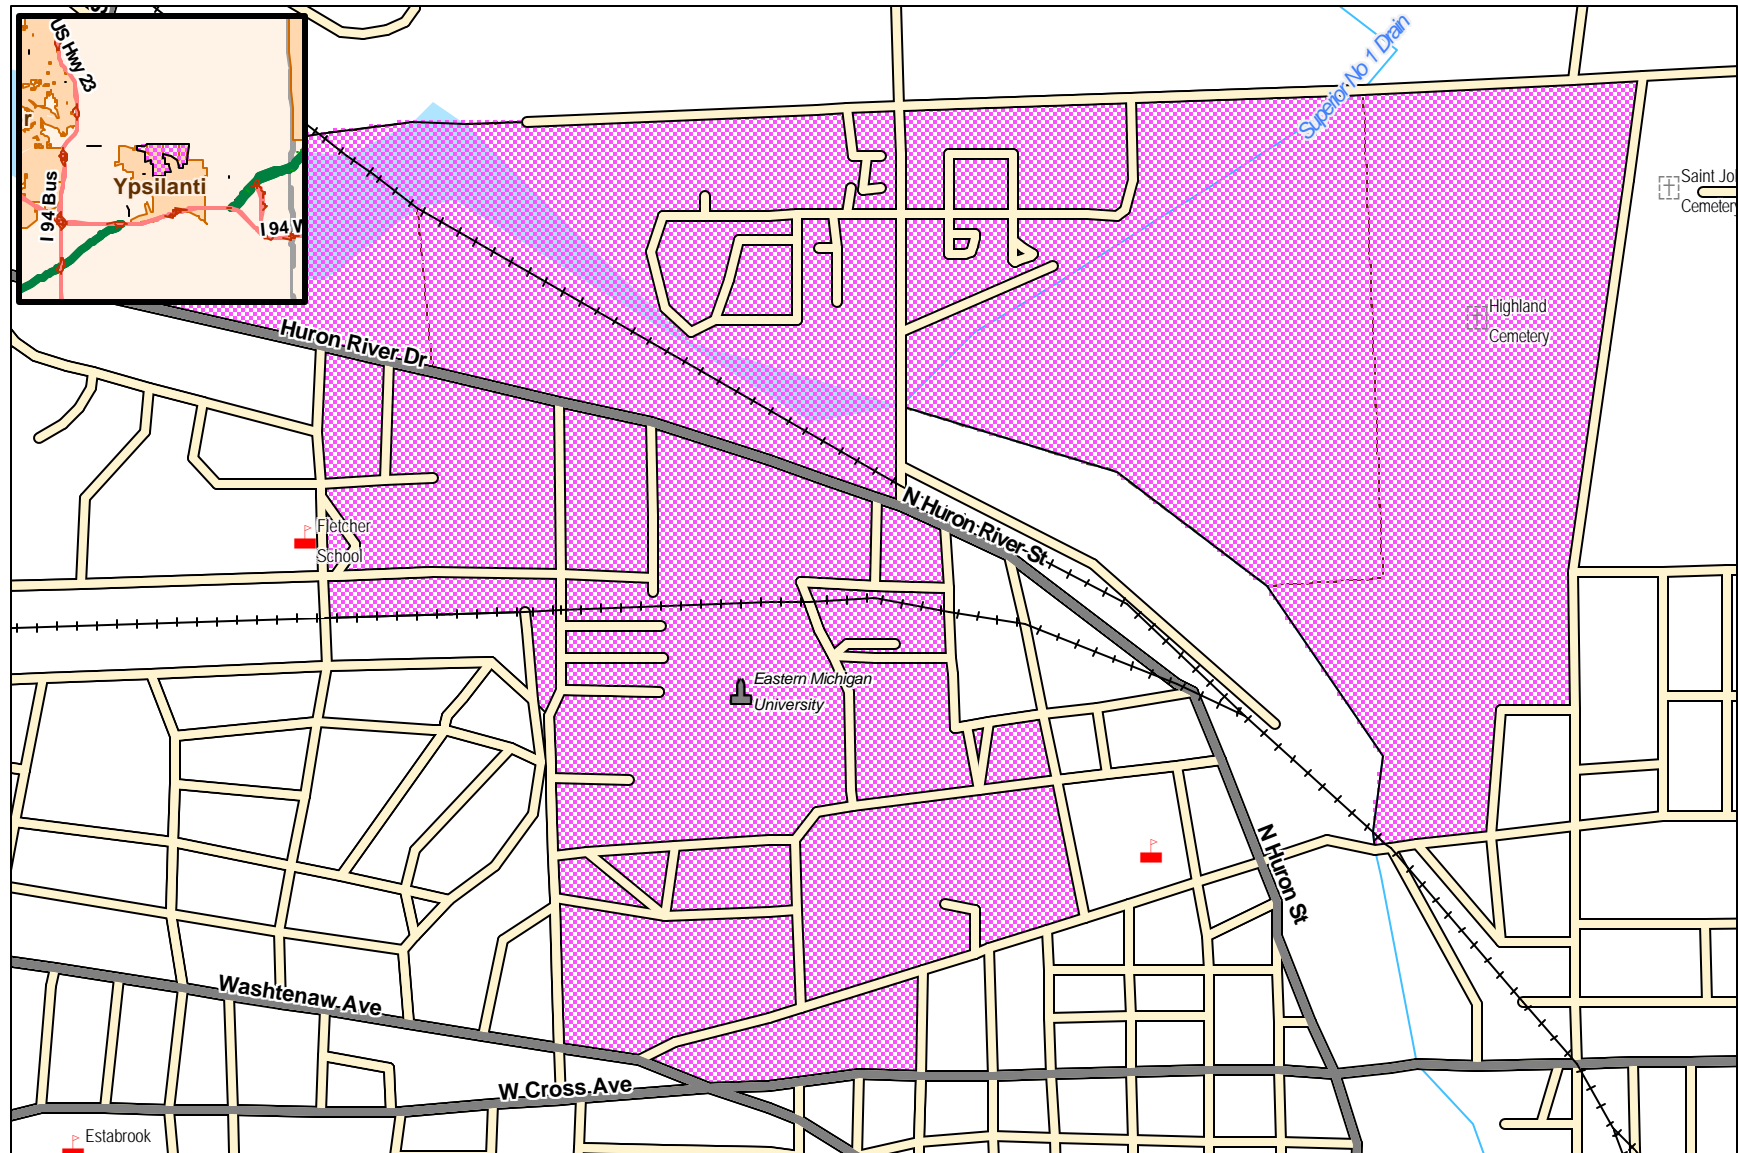 US Hwy 23
Ypsilanti
I 94 Bus
I 94 W
Superior No 1 Drain
Saint Jo
Cemetery
Highland
Cemetery
Huron River Dr
N Huron River St
Fletcher
School
Eastern Michigan
University
N Huron St
Washtenaw Ave
W Cross Ave
Estabrook